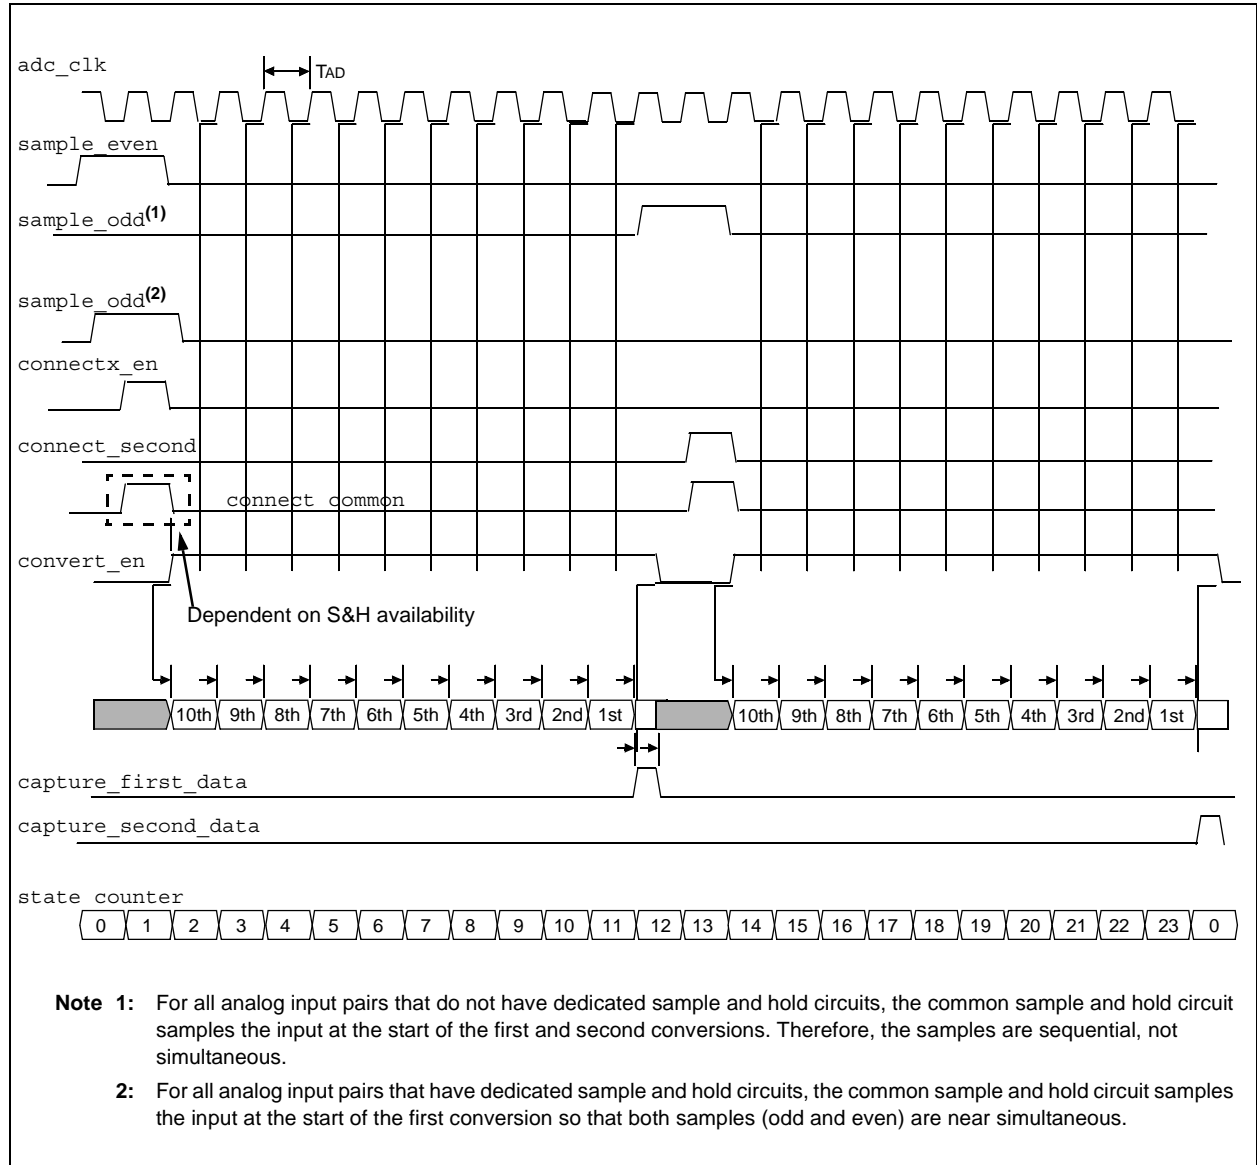 adc_clk
TAD
sample_even
sample_odd(1)
sample_odd(2)
connectx_en
connect_second
connect common
convert_en
Dependent on S&H availability
10th 9th 8th 7th 6th 5th 4th 3rd 2nd 1st 10th 9th 8th 7th 6th 5th 4th 3rd 2nd 1st
capture_first_data
capture_second_data
state counter
0 1 2 3 4 5 6 7 8 9 10 11 12 13 14 15 16 17 18 19 20 21 22 23 0
Note 1: For all analog input pairs that do not have dedicated sample and hold circuits, the common sample and hold circuit
samples the input at the start of the first and second conversions. Therefore, the samples are sequential, not
simultaneous.
2: For all analog input pairs that have dedicated sample and hold circuits, the common sample and hold circuit samples
the input at the start of the first conversion so that both samples (odd and even) are near simultaneous.